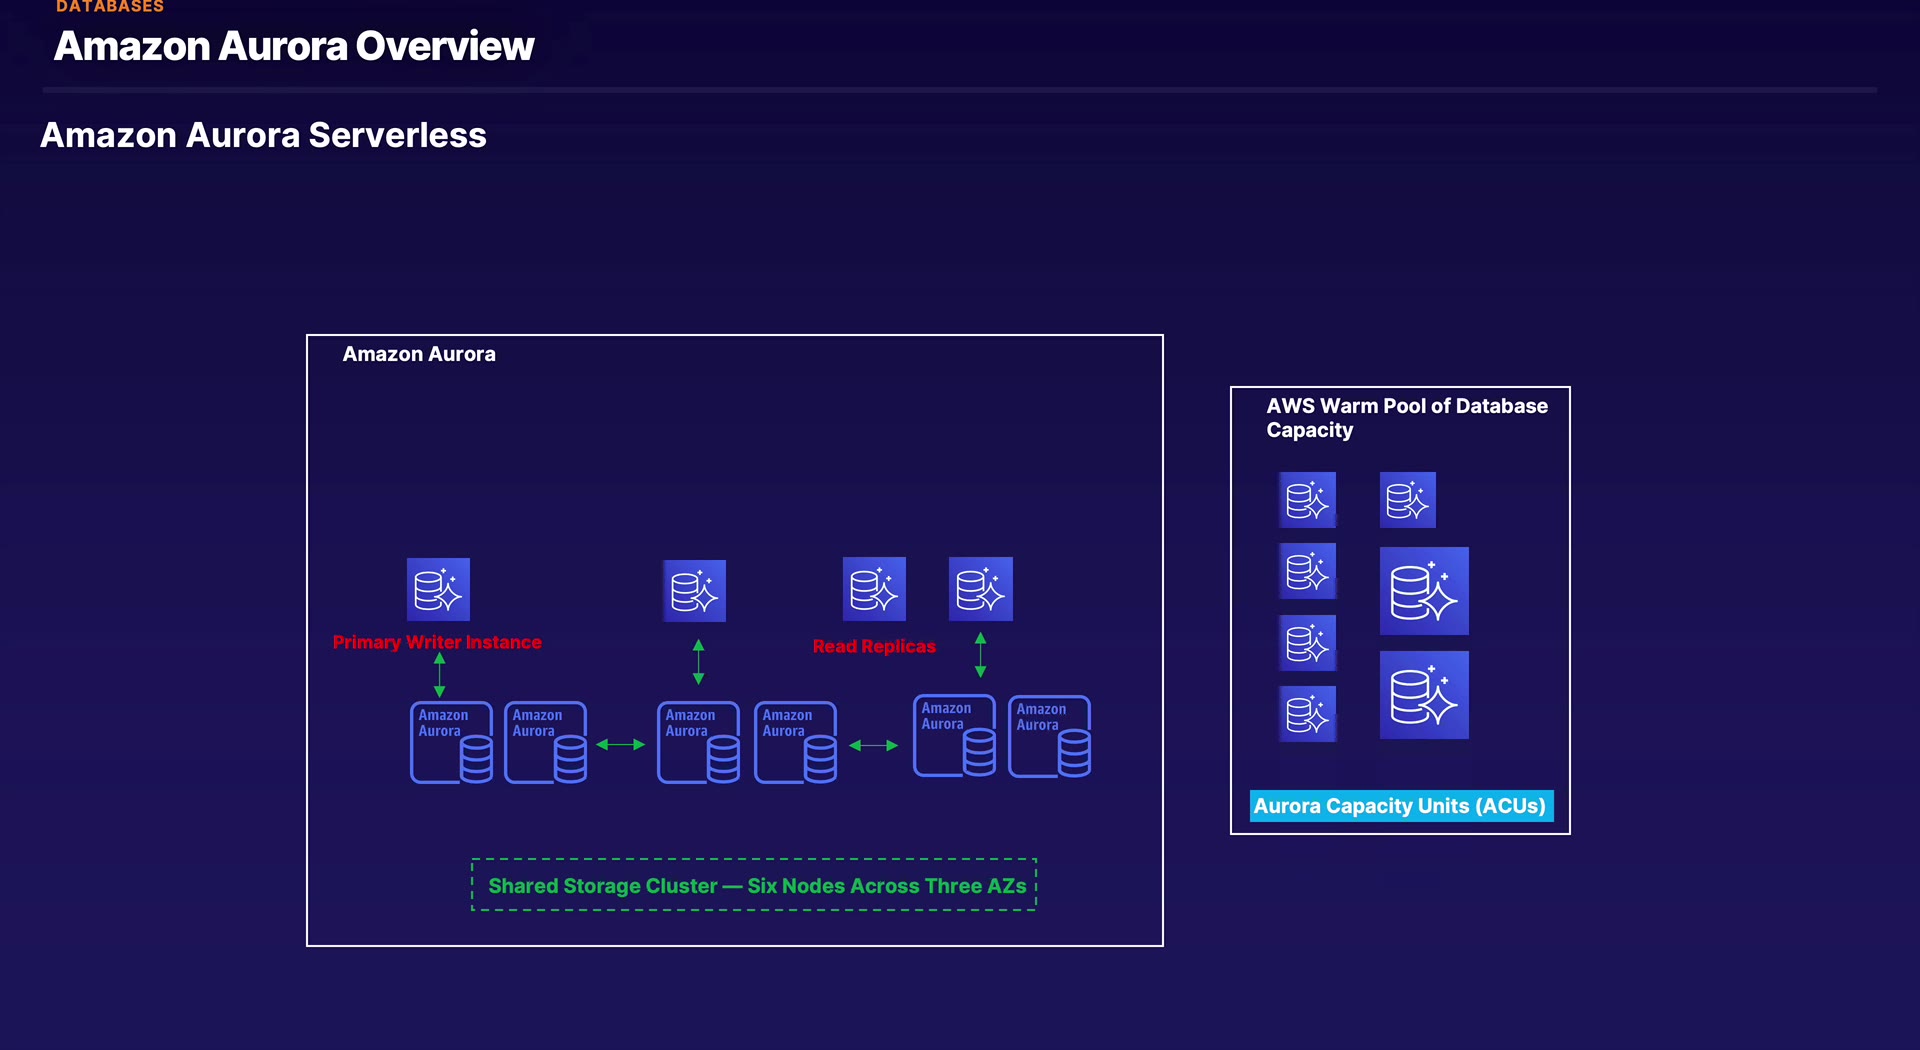 DATABASES
Amazon Aurora Overview
Amazon Aurora Serverless
Amazon Aurora
Primary Writer Instance
Read Replicas
Amazon
Aurora
Amazon
Aurora
Amazon
Aurora
Amazon
Aurora
Amazon
Aurora
Amazon
Aurora
Shared Storage Cluster — Six Nodes Across Three AZs
AWS Warm Pool of Database
Capacity
Aurora Capacity Units (ACUs)